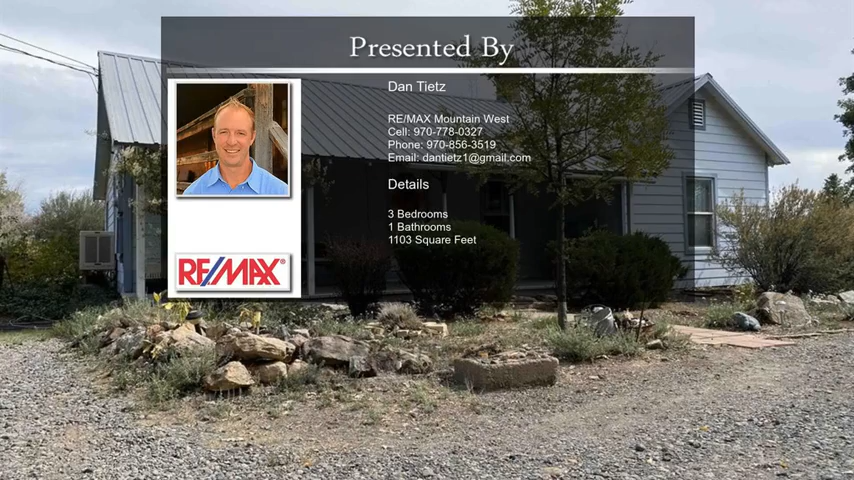 Presented By
Dan Tietz
RE/MAX Mountain West
Cell: 970-778-0327
Phone: 970-856-3519
Email: dantietz1@gmail.com
Details
3 Bedrooms
1 Bathrooms
1103 Square Feet
RE/MAX®